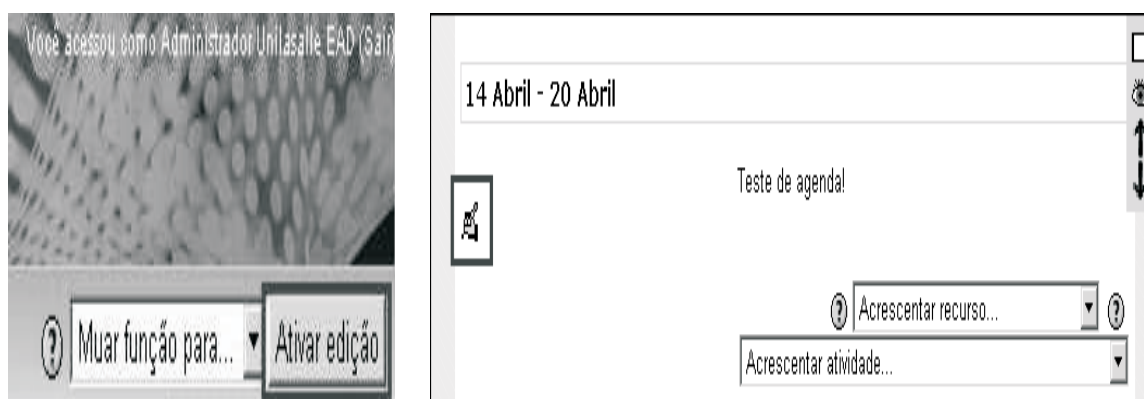 Você acessou como Administrador Unilasalle EAD (Sair)
? Muar função para... Ativar edição
14 Abril - 20 Abril
Teste de agenda!
? Acrescentar recurso... ?
Acrescentar atividade...